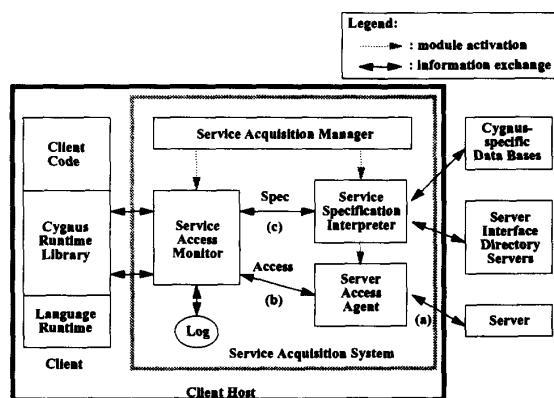 Legend:
: module activation
: information exchange
Service Acquisition Manager
Client
Code
Cygnus
Runtime
Library
Language Runtime
Client
Service
Access
Monitor
Spec
(c)
Access
(b)
Log
Service
Specification
Interpreter
Server
Access
Agent
(a)
Service Acquisition System
Client Host
Cygnus-
specific
Data Bases
Server
Interface
Directory
Servers
Server